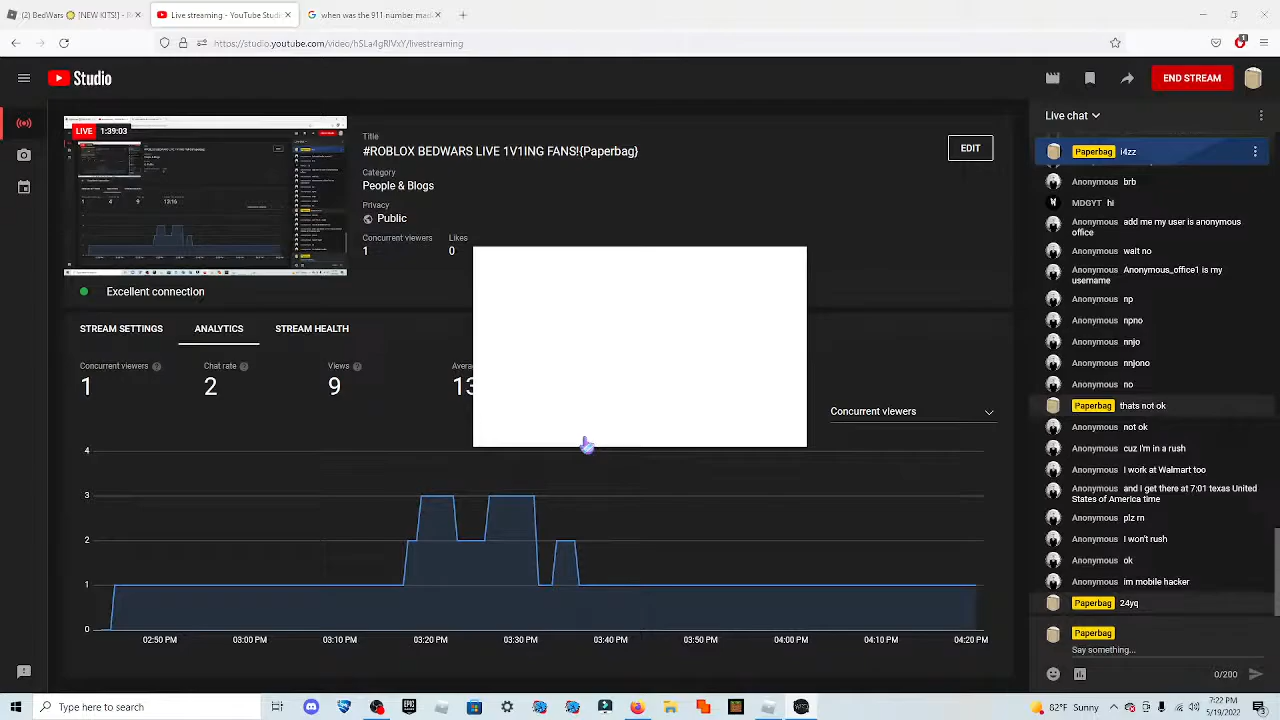 (2) BedWars [NEW KITS!] - R
Live streaming - YouTube Studi
when was the 911 number mad
https://studio.youtube.com/video/hSLa4gRlVxY/livestreaming
Studio
END STREAM
LIVE 1:39:03
Title
#ROBLOX BEDWARS LIVE 1V1ING FANS(Paperbag)
EDIT
Category
& Blogs
Privacy
Public
Concurrent viewers
Likes
1
0
Excellent connection
STREAM SETTINGS
ANALYTICS
STREAM HEALTH
Concurrent viewers
Chat rate
Views
1
2
9
13
Concurrent viewers
4
3
2
1
0
02:50 PM
03:00 PM
03:10 PM
03:20 PM
03:30 PM
03:40 PM
03:50 PM
04:00 PM
04:10 PM
04:20 PM
Live chat
Paperbag i4zz
Anonymous brb
MDGYT hi
Anonymous add me my user is anonymous
office
Anonymous wait no
Anonymous Anonymous_office1 is my
username
Anonymous np
Anonymous npno
Anonymous nnjo
Anonymous nnjono
Anonymous no
Paperbag thats not ok
Anonymous not ok
Anonymous cuz I'm in a rush
Anonymous I work at Walmart too
Anonymous and I get there at 7:01 texas United
States of America time
Anonymous plz m
Anonymous I won't rush
Anonymous ok
Anonymous im mobile hacker
Paperbag 24yq
Paperbag
Say something...
0/200
Type here to search
82°F Sunny
7:22 PM
5/19/2022